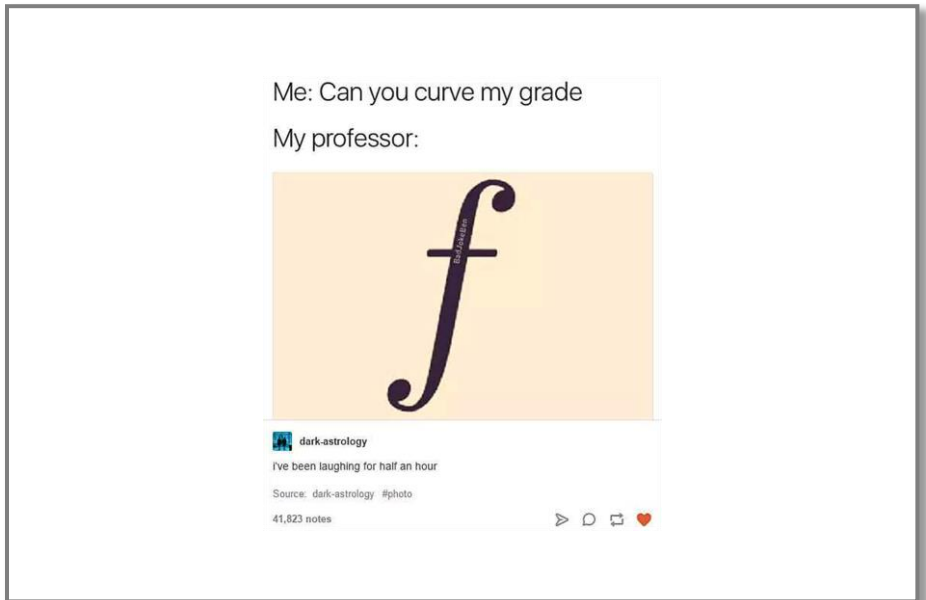 Me: Can you curve my grade
My professor:
f
BadJokeBen
dark-astrology
i've been laughing for half an hour
Source: dark-astrology #photo
41,823 notes